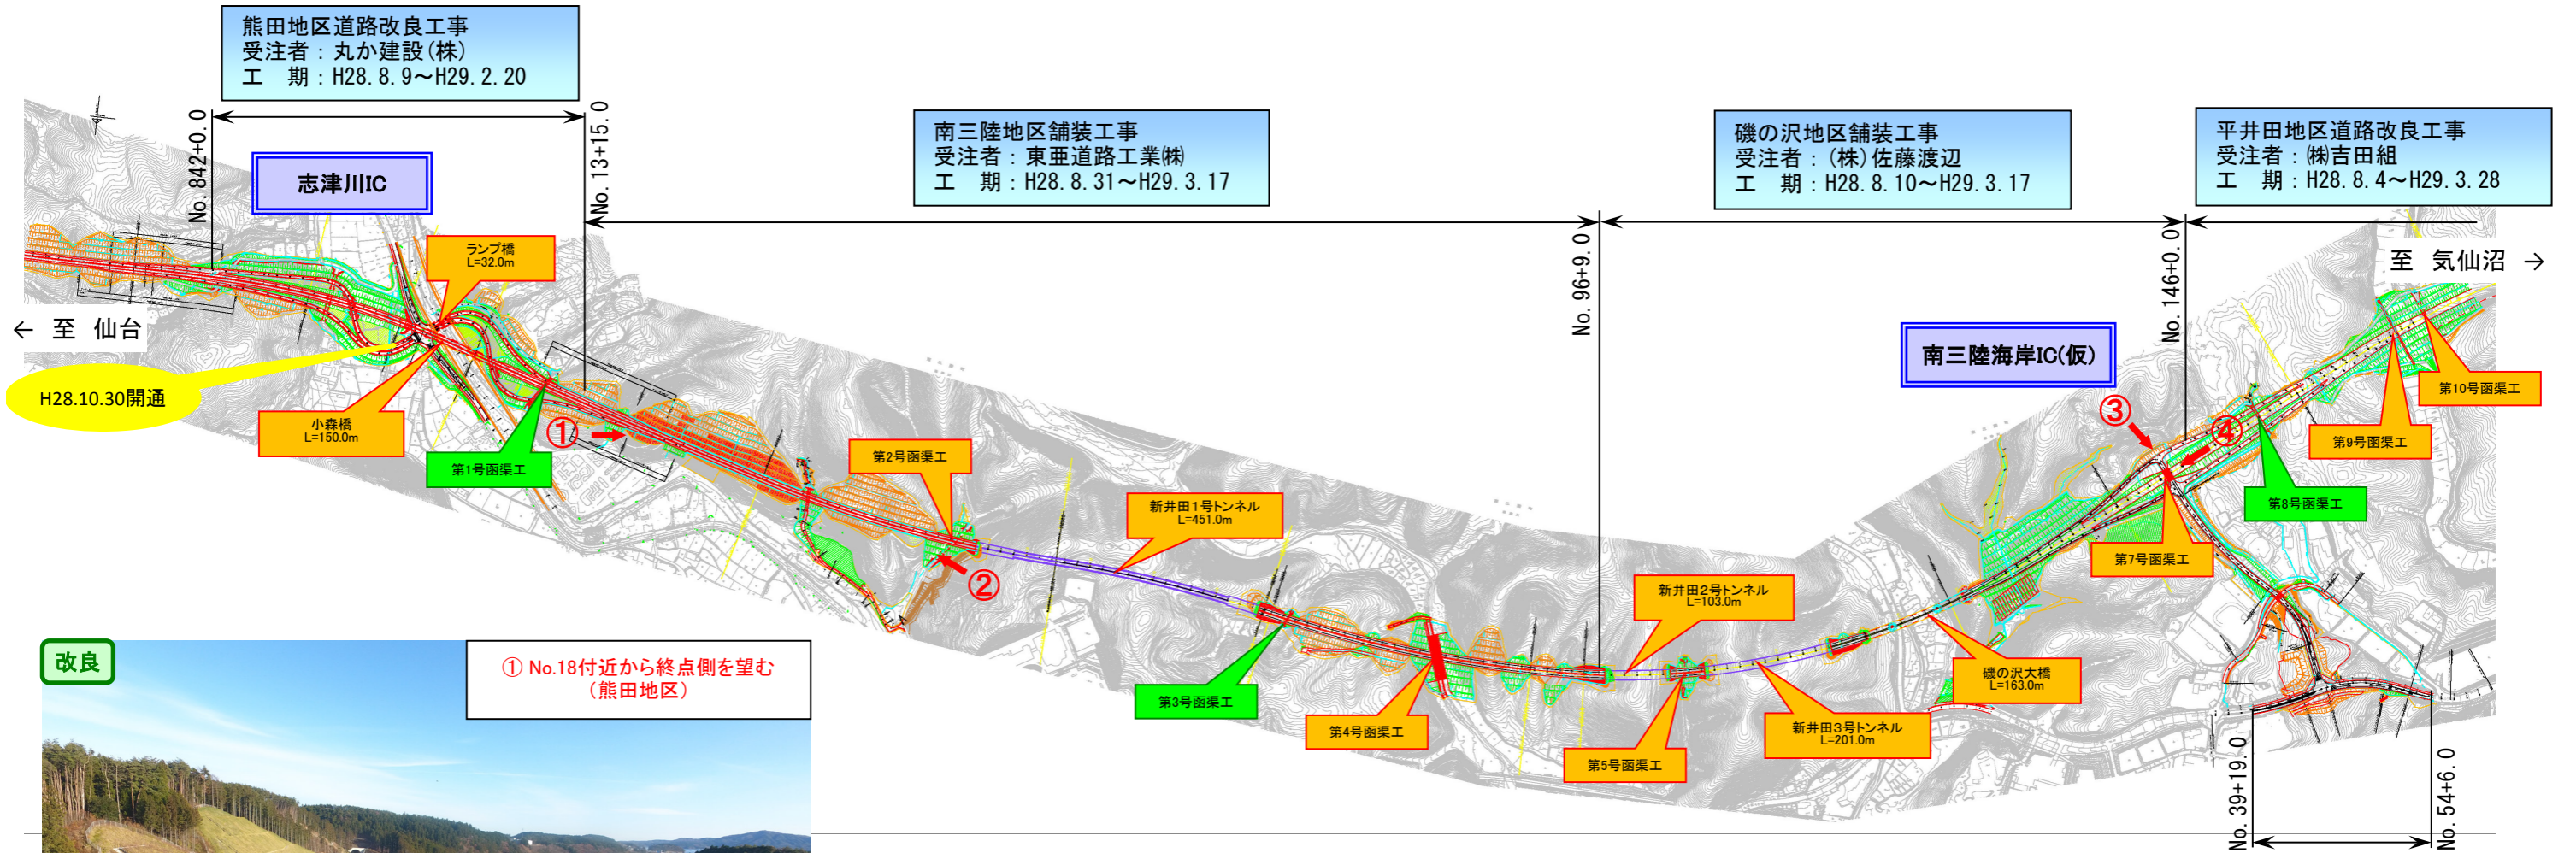 熊田地区道路改良工事
受注者：丸か建設(株)
工　期：H28.8.9～H29.2.20
南三陸地区舗装工事
受注者：東亜道路工業㈱
工　期：H28.8.31～H29.3.17
磯の沢地区舗装工事
受注者：(株)佐藤渡辺
工　期：H28.8.10～H29.3.17
平井田地区道路改良工事
受注者：㈱吉田組
工　期：H28.8.4～H29.3.28
No.842+0.0
No.13+15.0
No.96+9.0
No.146+0.0
志津川IC
ランプ橋
L=32.0m
← 至 仙台
至 気仙沼 →
南三陸海岸IC(仮)
H28.10.30開通
小森橋
L=150.0m
第1号函渠工
①
第2号函渠工
②
新井田1号トンネル
L=451.0m
第3号函渠工
第4号函渠工
新井田2号トンネル
L=103.0m
第5号函渠工
新井田3号トンネル
L=201.0m
磯の沢大橋
L=163.0m
③
④
第7号函渠工
第8号函渠工
第9号函渠工
第10号函渠工
No.39+19.0
No.54+6.0
改良
① No.18付近から終点側を望む
（熊田地区）